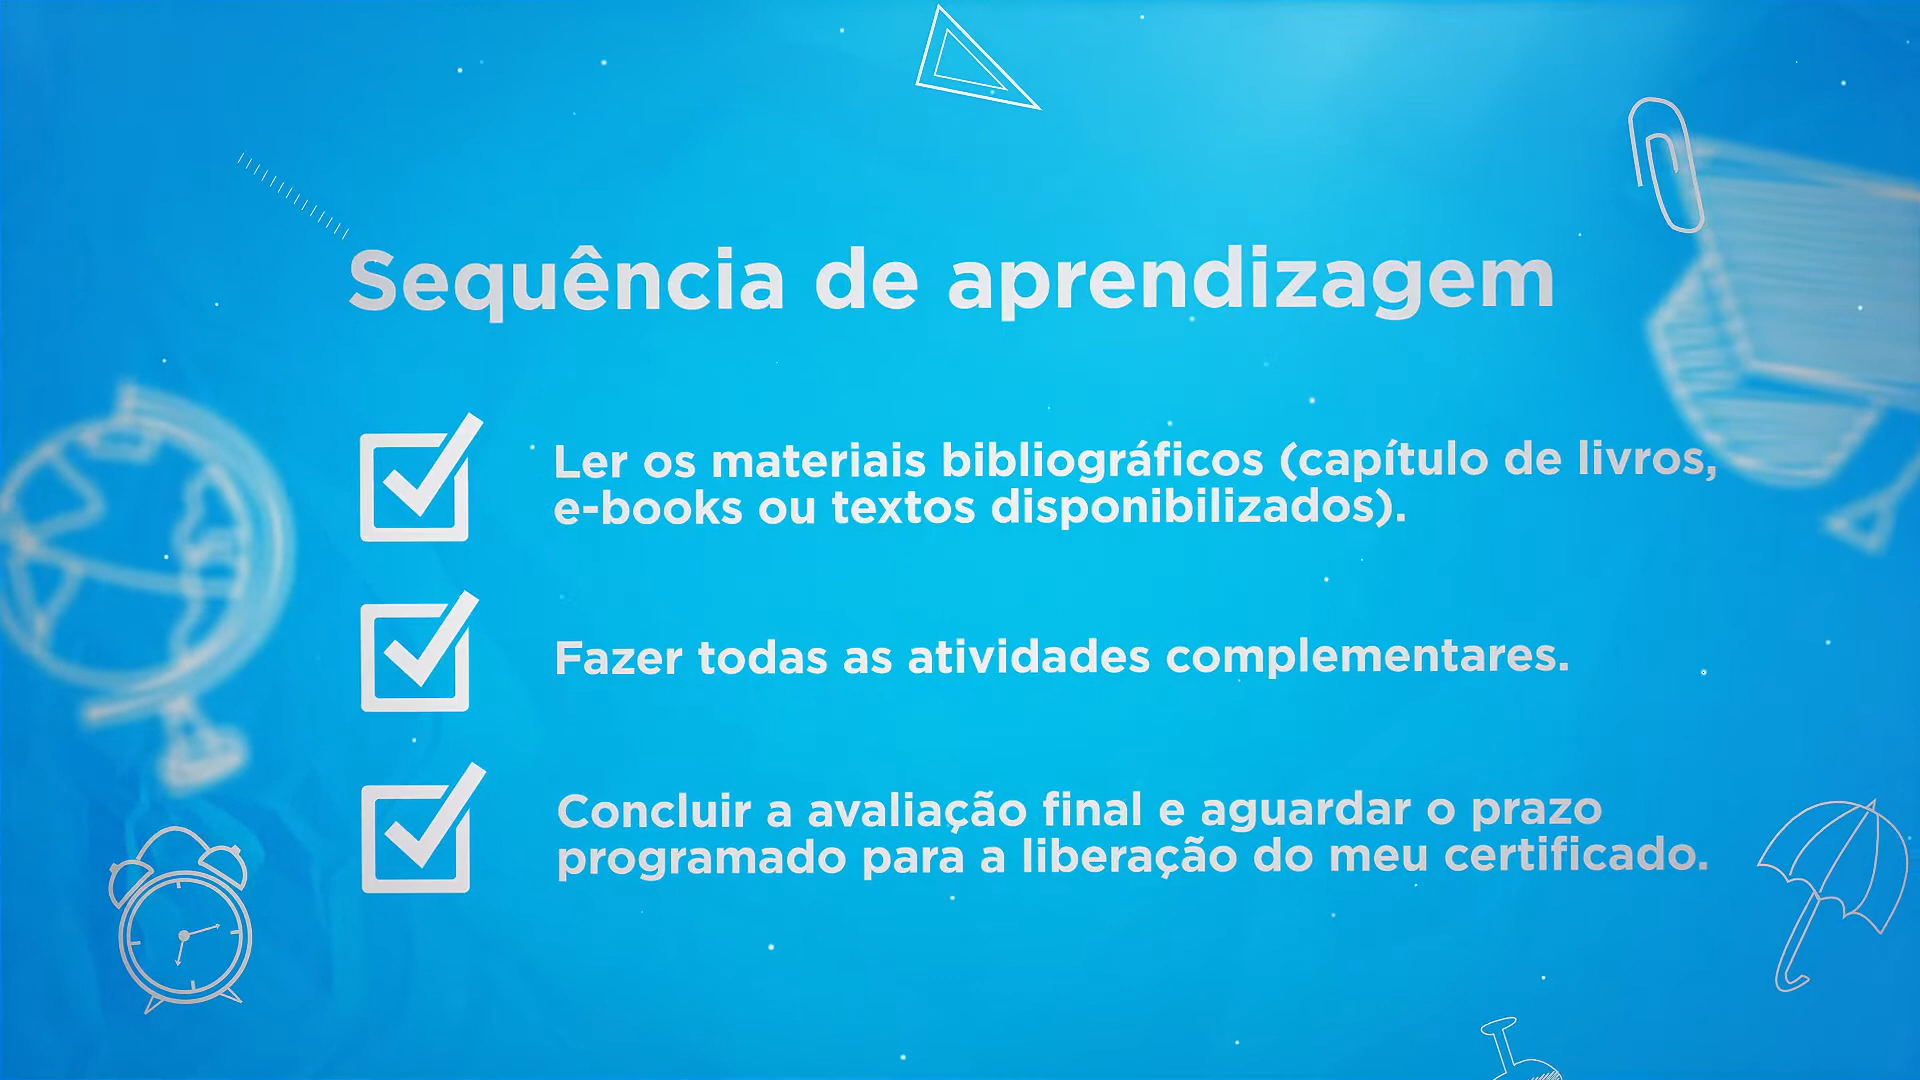 Sequência de aprendizagem
Ler os materiais bibliográficos (capítulo de livros,
e-books ou textos disponibilizados).
Fazer todas as atividades complementares.
Concluir a avaliação final e aguardar o prazo
programado para a liberação do meu certificado.